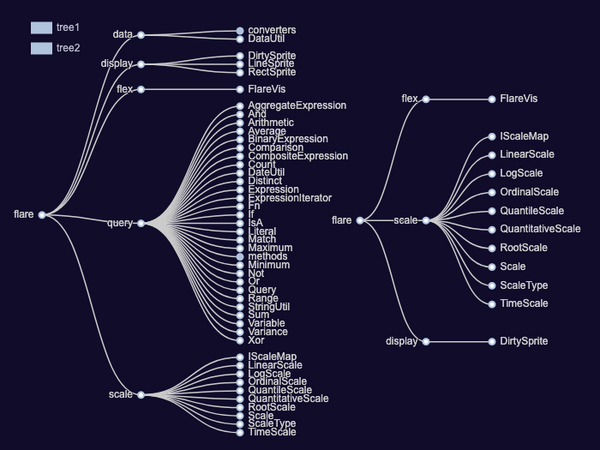 tree1
tree2
flare
data
converters
DataUtil
display
DirtySprite
LineSprite
RectSprite
flex
FlareVis
query
AggregateExpression
And
Arithmetic
Average
BinaryExpression
Comparison
CompositeExpression
Count
DateUtil
Distinct
Expression
ExpressionIterator
Fn
If
IsA
Literal
Match
Maximum
methods
Minimum
Not
Or
Query
Range
StringUtil
Sum
Variable
Variance
Xor
scale
IScaleMap
LinearScale
LogScale
OrdinalScale
QuantileScale
QuantitativeScale
RootScale
Scale
ScaleType
TimeScale
flare
flex
FlareVis
scale
IScaleMap
LinearScale
LogScale
OrdinalScale
QuantileScale
QuantitativeScale
RootScale
Scale
ScaleType
TimeScale
display
DirtySprite